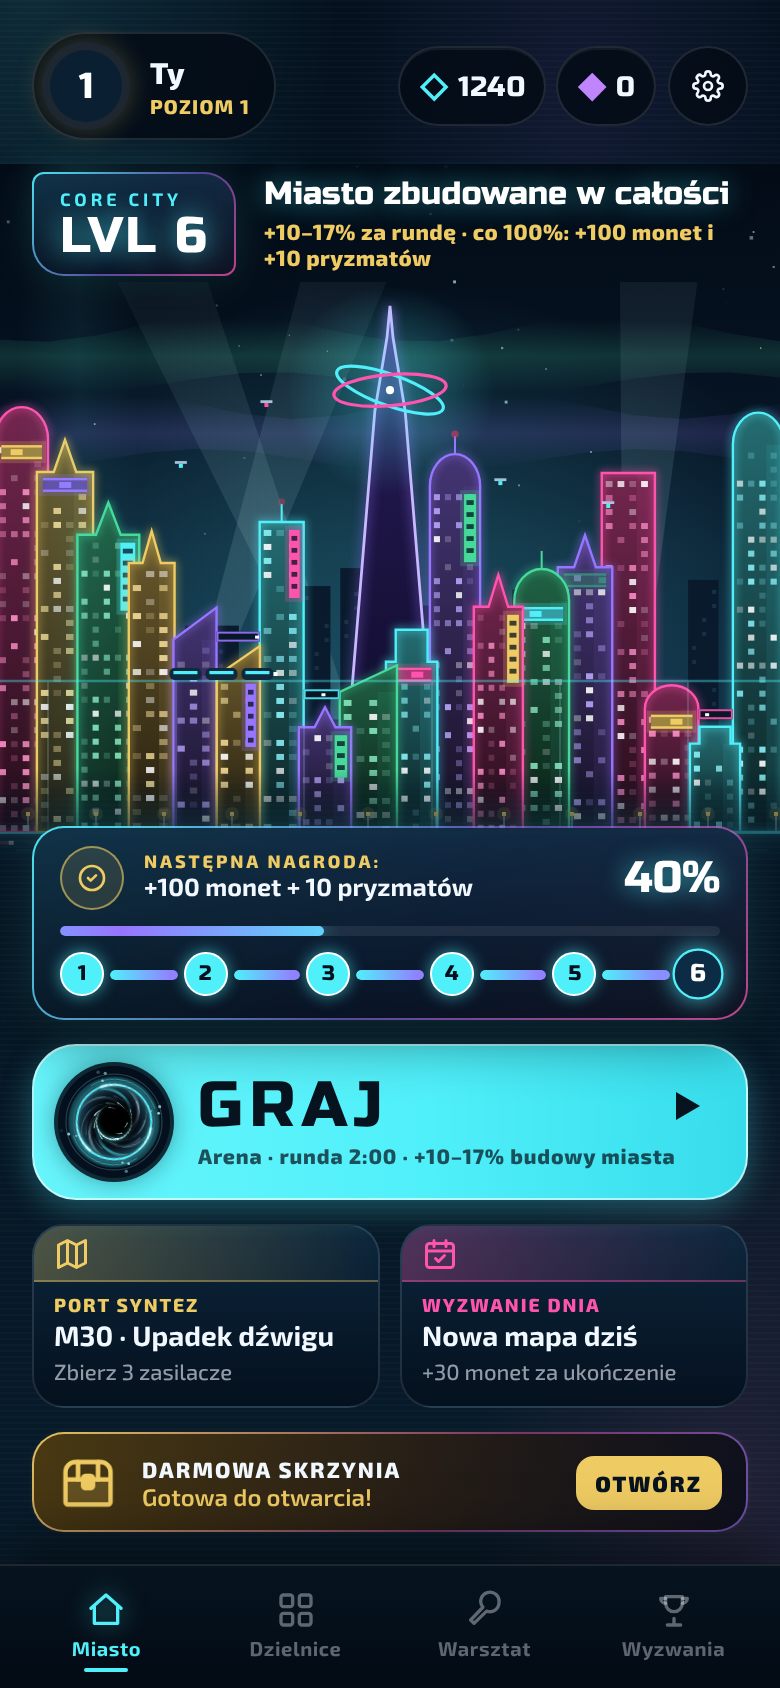 1
Ty
POZIOM 1
1240
0
CORE CITY
LVL 6
Miasto zbudowane w całości
+10–17% za rundę · co 100%: +100 monet i
+10 pryzmatów
NASTĘPNA NAGRODA:
+100 monet + 10 pryzmatów
40%
1 2 3 4 5 6
GRAJ
Arena · runda 2:00 · +10–17% budowy miasta
PORT SYNTEZ
M30 · Upadek dźwigu
Zbierz 3 zasilacze
WYZWANIE DNIA
Nowa mapa dziś
+30 monet za ukończenie
DARMOWA SKRZYNIA
Gotowa do otwarcia!
OTWÓRZ
Miasto Dzielnice Warsztat Wyzwania